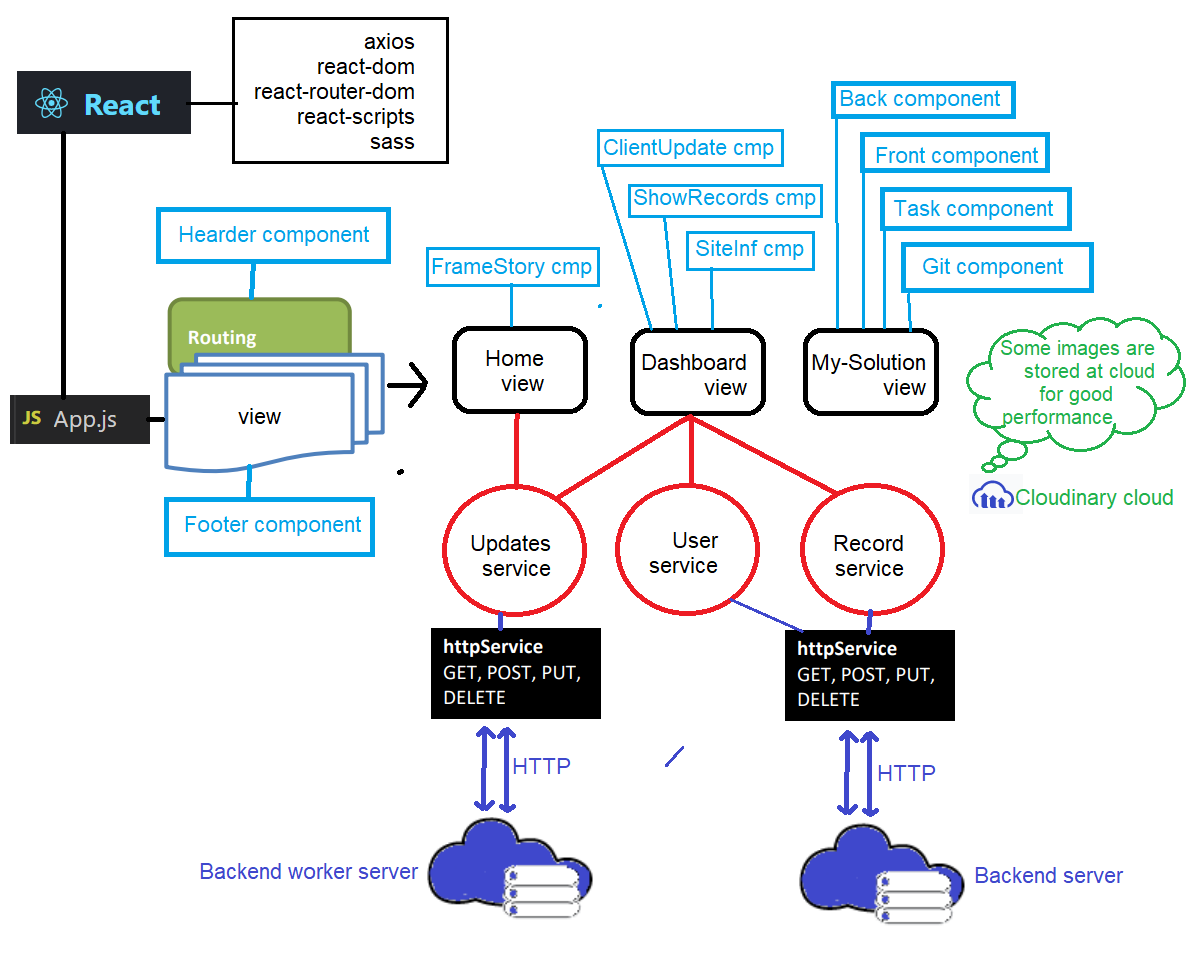 axios
react-dom
react-router-dom
react-scripts
sass
React
Back component
Front component
Task component
Git component
ClientUpdate cmp
ShowRecords cmp
SiteInf cmp
FrameStory cmp
Hearder component
Routing
view
JS App.js
Footer component
Home
view
Dashboard
view
My-Solution
view
Some images are
stored at cloud
for good
performance
Cloudinary cloud
Updates
service
User
service
Record
service
httpService
GET, POST, PUT,
DELETE
httpService
GET, POST, PUT,
DELETE
HTTP
HTTP
Backend worker server
Backend server